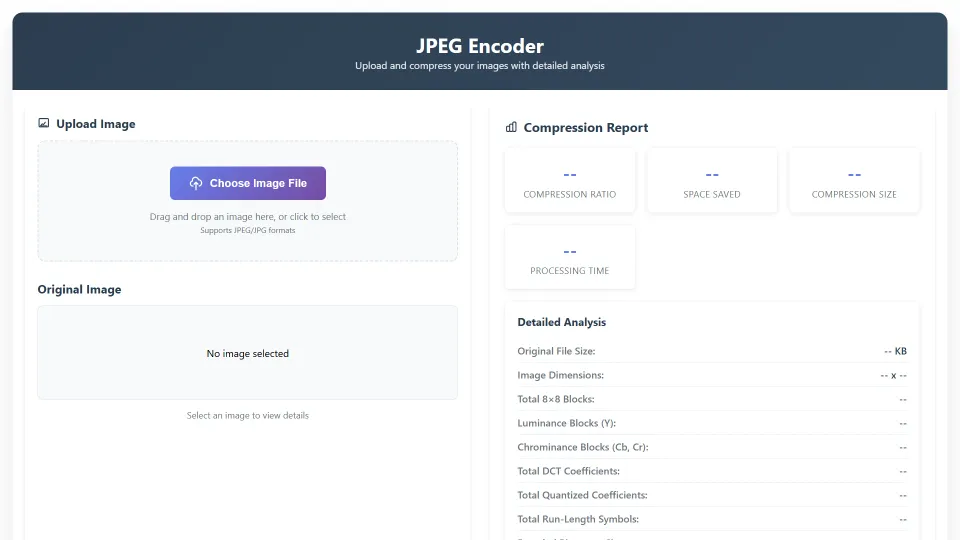 JPEG Encoder
Upload and compress your images with detailed analysis
Upload Image
Choose Image File
Drag and drop an image here, or click to select
Supports JPEG/JPG formats
Original Image
No image selected
Select an image to view details
Compression Report
--
COMPRESSION RATIO
--
SPACE SAVED
--
COMPRESSION SIZE
--
PROCESSING TIME
Detailed Analysis
Original File Size: -- KB
Image Dimensions: -- x --
Total 8×8 Blocks: --
Luminance Blocks (Y): --
Chrominance Blocks (Cb, Cr): --
Total DCT Coefficients: --
Total Quantized Coefficients: --
Total Run-Length Symbols: --